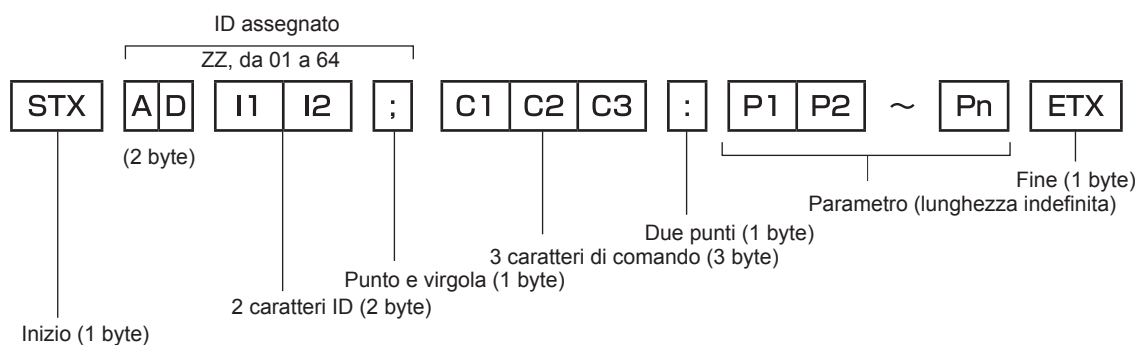 ID assegnato
ZZ, da 01 a 64
STX A D I1 I2 ; C1 C2 C3 : P1 P2 ~ Pn ETX
(2 byte)
Fine (1 byte)
Parametro (lunghezza indefinita)
Due punti (1 byte)
3 caratteri di comando (3 byte)
Punto e virgola (1 byte)
2 caratteri ID (2 byte)
Inizio (1 byte)